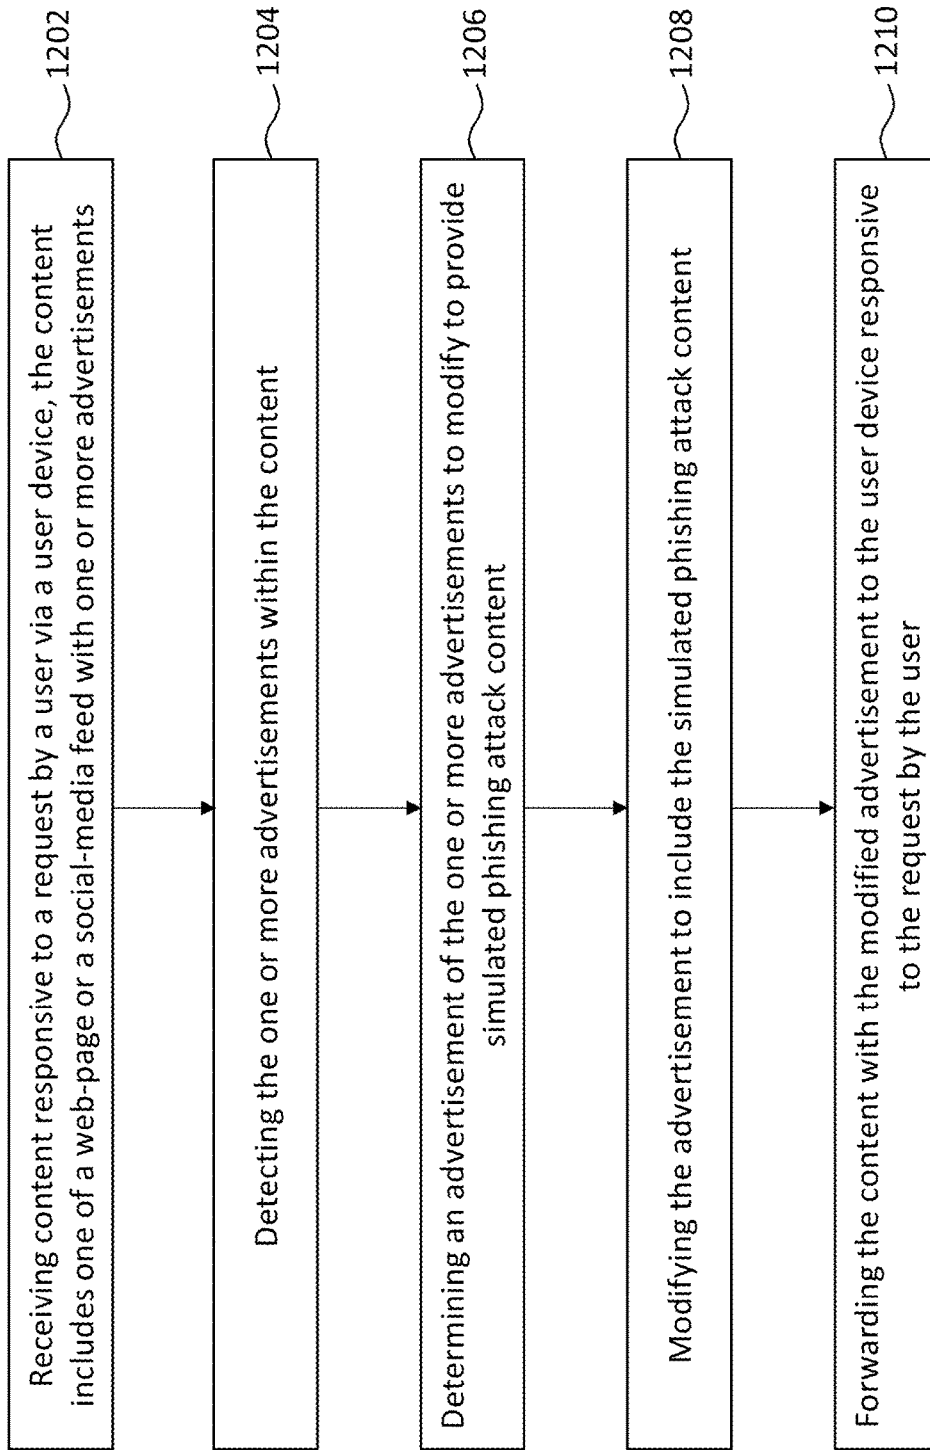 Receiving content responsive to a request by a user via a user device, the content
includes one of a web-page or a social-media feed with one or more advertisements
1202
Detecting the one or more advertisements within the content
1204
Determining an advertisement of the one or more advertisements to modify to provide
simulated phishing attack content
1206
Modifying the advertisement to include the simulated phishing attack content
1208
Forwarding the content with the modified advertisement to the user device responsive
to the request by the user
1210